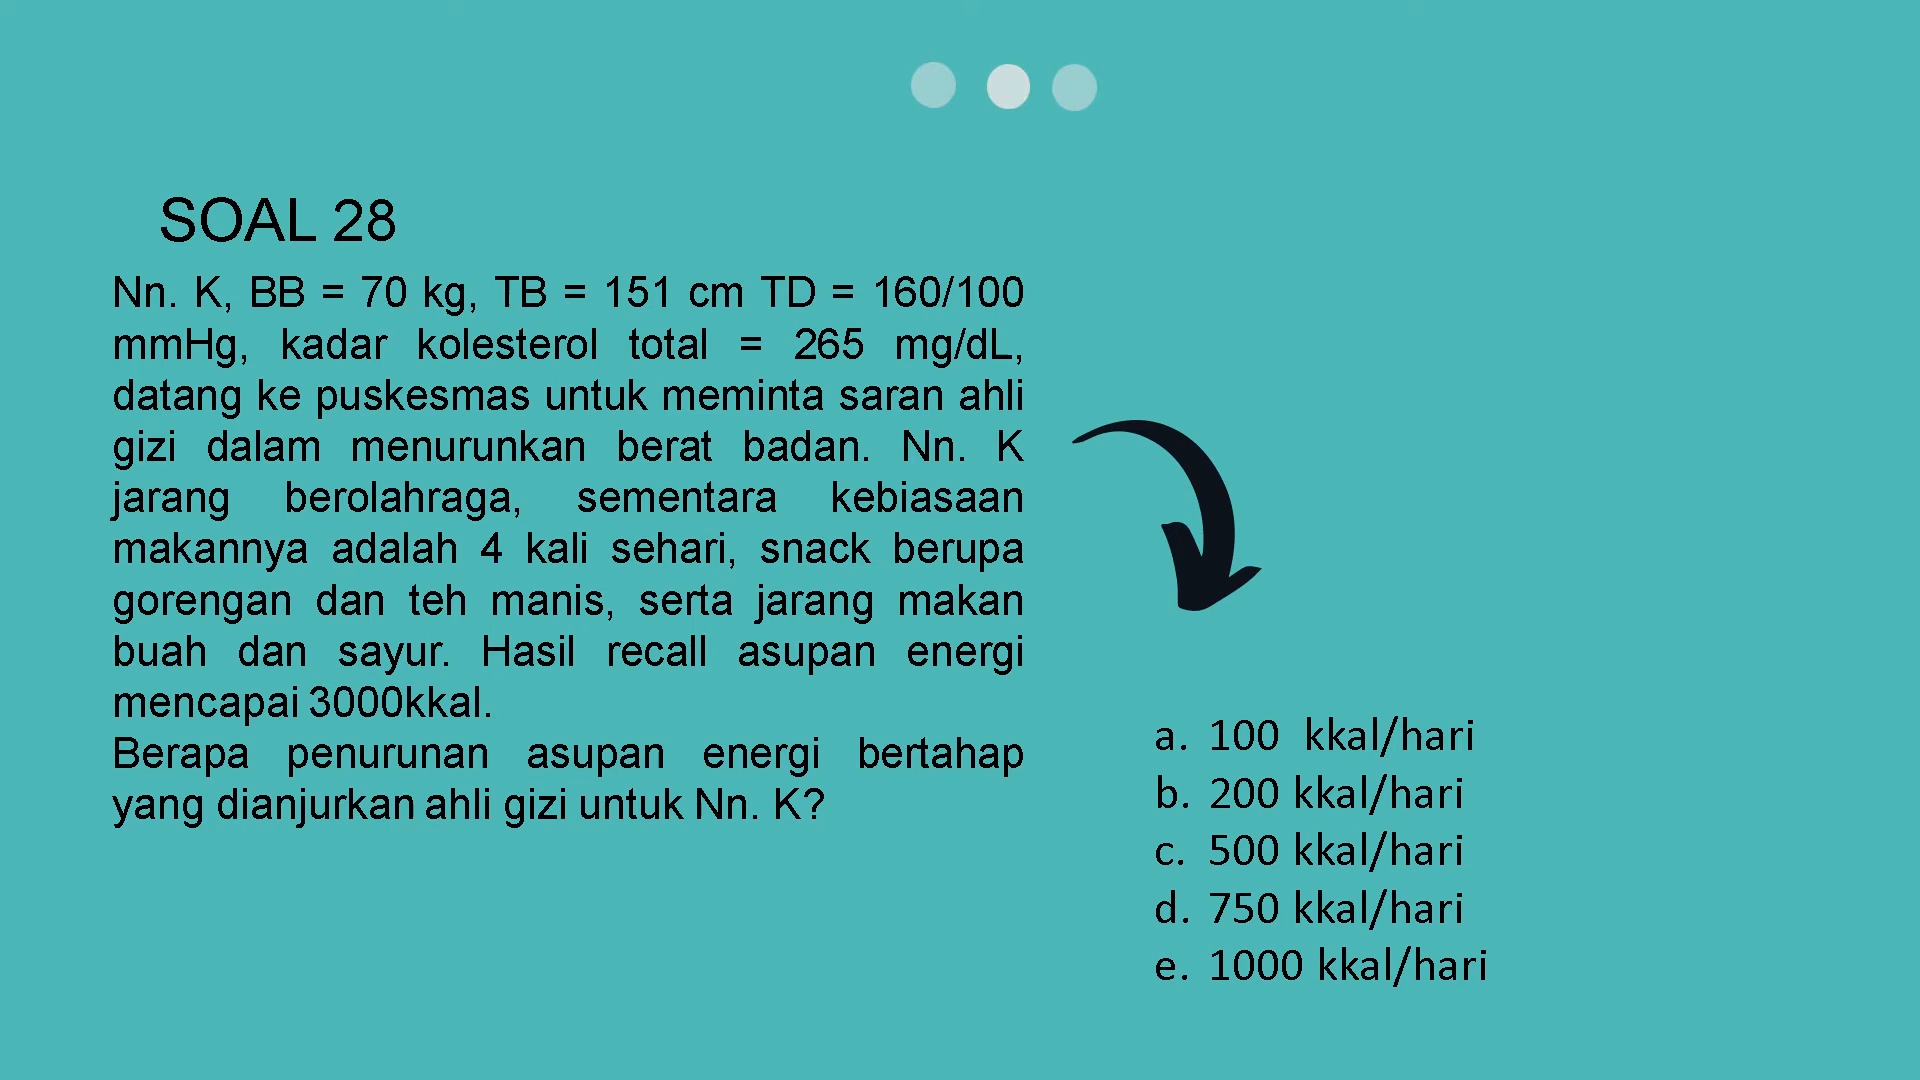 SOAL 28
Nn. K, BB = 70 kg, TB = 151 cm TD = 160/100
mmHg, kadar kolesterol total = 265 mg/dL,
datang ke puskesmas untuk meminta saran ahli
gizi dalam menurunkan berat badan. Nn. K
jarang berolahraga, sementara kebiasaan
makannya adalah 4 kali sehari, snack berupa
gorengan dan teh manis, serta jarang makan
buah dan sayur. Hasil recall asupan energi
mencapai 3000kkal.
Berapa penurunan asupan energi bertahap
yang dianjurkan ahli gizi untuk Nn. K?
a. 100 kkal/hari
b. 200 kkal/hari
c. 500 kkal/hari
d. 750 kkal/hari
e. 1000 kkal/hari